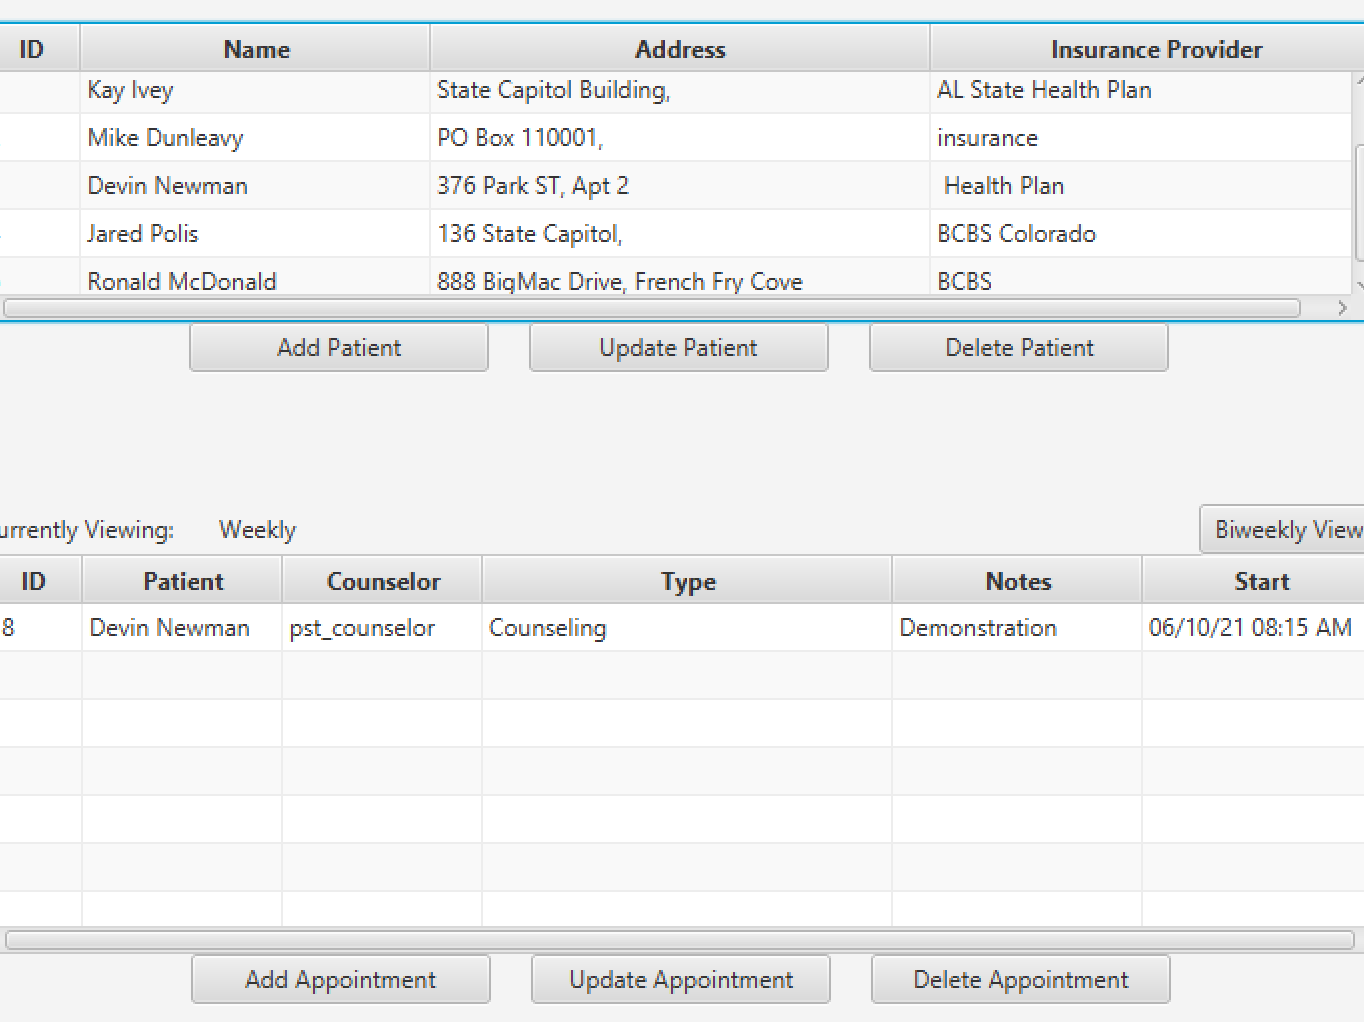 ID Name Address Insurance Provider
Kay Ivey State Capitol Building, AL State Health Plan
Mike Dunleavy PO Box 110001, insurance
Devin Newman 376 Park ST, Apt 2 Health Plan
Jared Polis 136 State Capitol, BCBS Colorado
Ronald McDonald 888 BigMac Drive, French Fry Cove BCBS
Add Patient Update Patient Delete Patient
urrently Viewing: Weekly Biweekly View
ID Patient Counselor Type Notes Start
8 Devin Newman pst_counselor Counseling Demonstration 06/10/21 08:15 AM
Add Appointment Update Appointment Delete Appointment